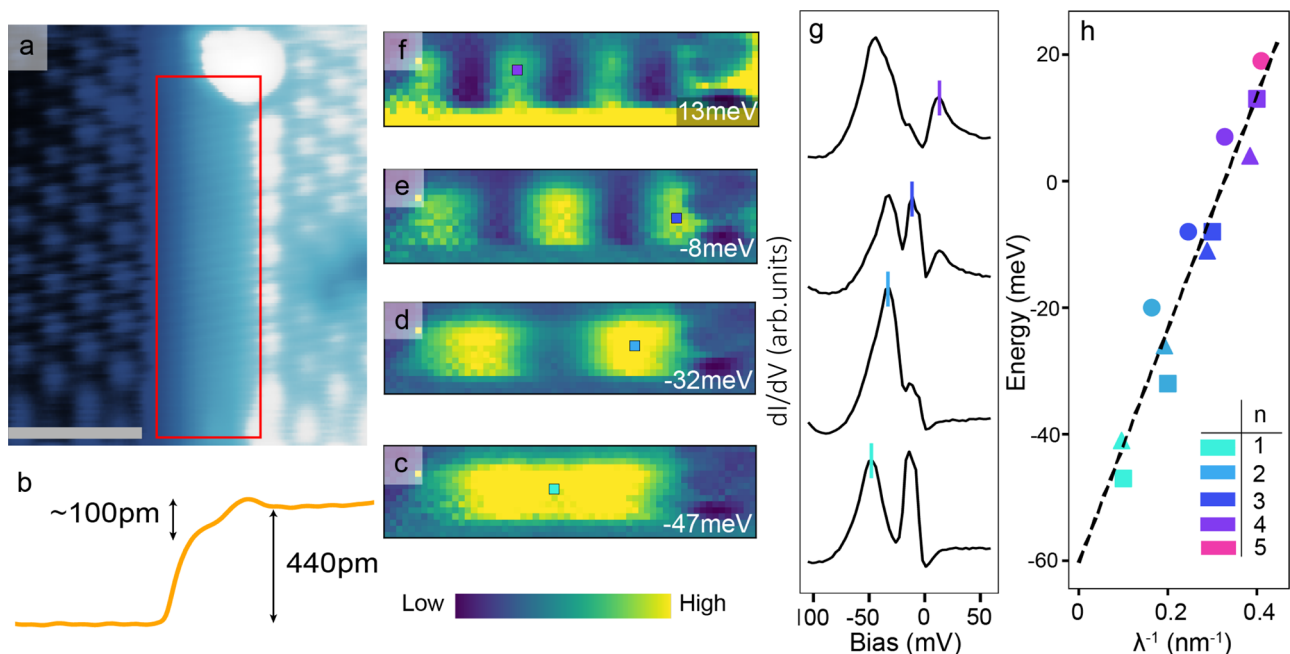 a
b
~100pm
440pm
f
13meV
e
-8meV
d
-32meV
c
-47meV
Low
High
g
dI/dV (arb.units)
100
-50
0
50
Bias (mV)
h
Energy (meV)
20
0
-20
-40
-60
n
1
2
3
4
5
0
0.2
0.4
λ⁻¹ (nm⁻¹)